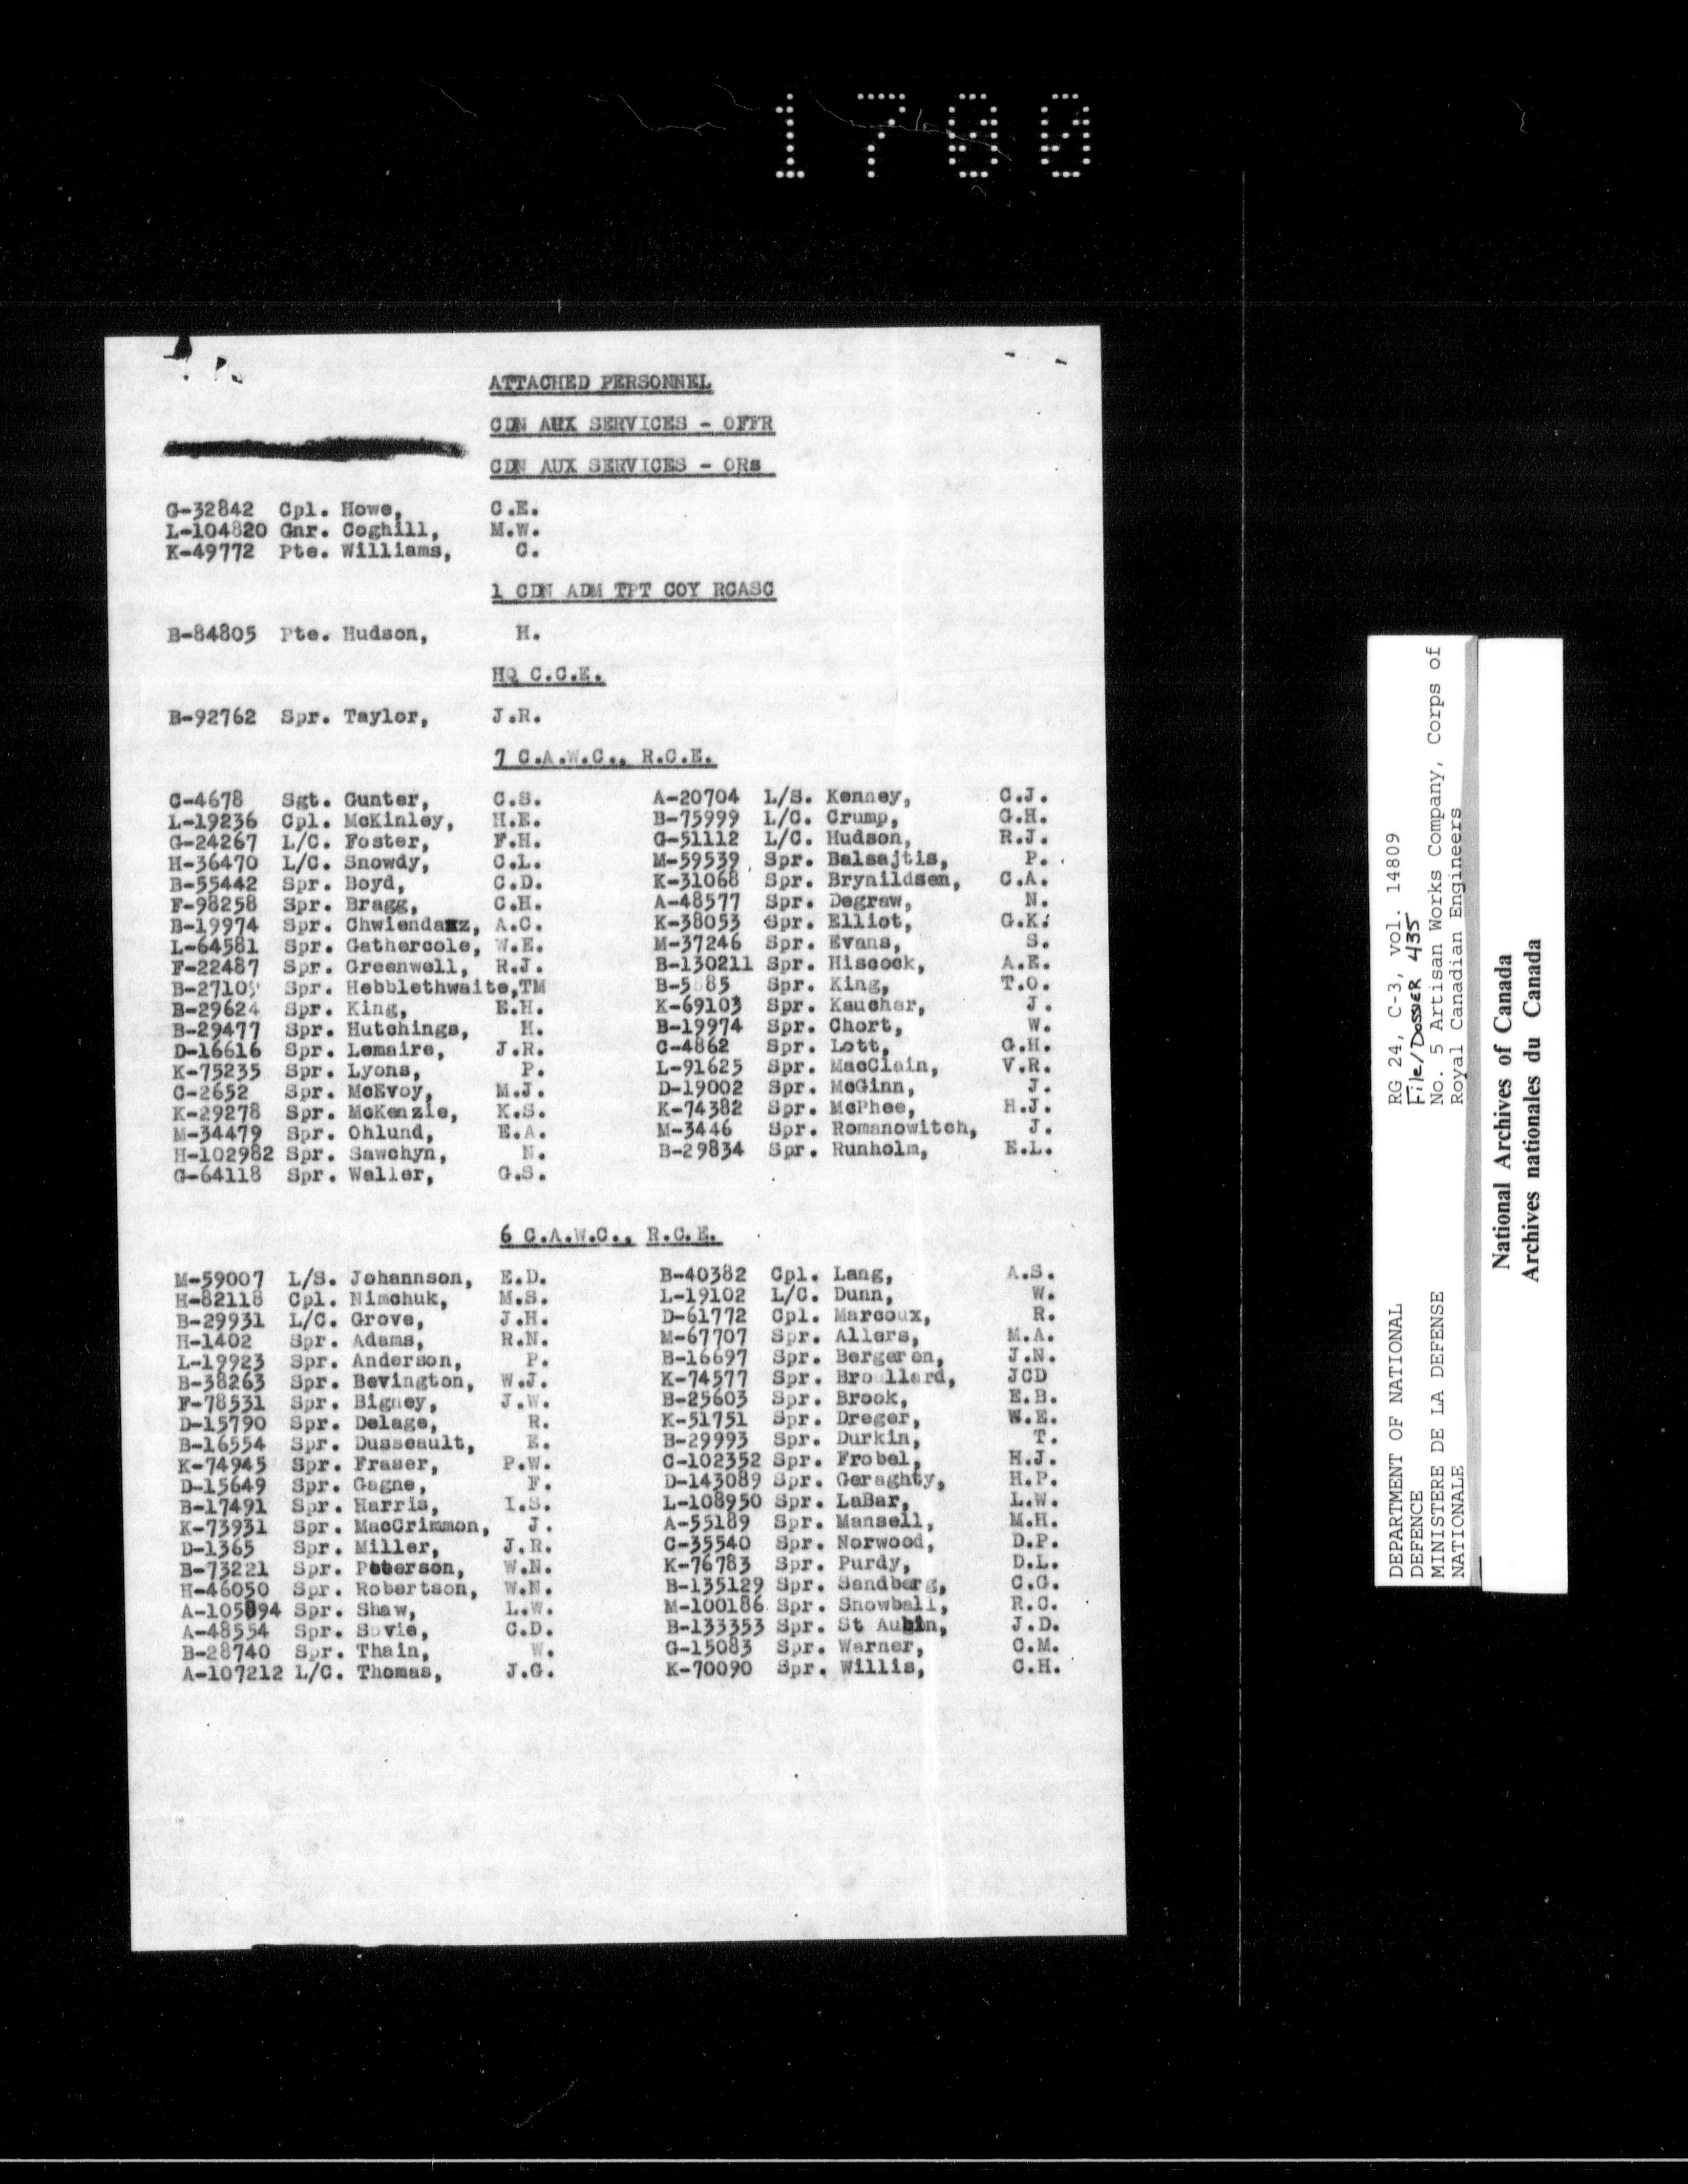 1700
ATTACHED PERSONNEL
CDN AUX SERVICES - OFFR
CDN AUX SERVICES - ORs
G-32842 Cpl. Howe, C.E.
L-104820 Gnr. Coghill, M.W.
K-49772 Pte. Williams, C.
1 CDN ADM TPT COY RCASC
B-84805 Pte. Hudson, H.
HQ C.C.E.
B-92762 Spr. Taylor, J.R.
7 C.A.W.C., R.C.E.
C-4678 Sgt. Gunter, C.S. A-20704 L/S. Kenney, C.J.
L-19236 Cpl. McKinley, H.E. B-75999 L/C. Crump, G.H.
G-24267 L/C. Foster, F.H. G-51112 L/C. Hudson, R.J.
H-36470 L/C. Snowdy, C.L. M-59539 Spr. Balsajtis, P.
B-55442 Spr. Boyd, C.D. K-31068 Spr. Brynildsen, C.A.
F-98258 Spr. Bragg, C.H. A-48577 Spr. Degraw, N.
B-19974 Spr. A.C. K-38053 Spr. Elliot, G.K.
L-64581 Spr. Gathercole, W.E. M-37246 Spr. Evans, S.
F-22487 Spr. Greenwell, R.J. B-130211 Spr. Hiscock, A.E.
Spr. Hebblethwaite,TM Spr. King, T.O.
B-29624 Spr. King, E.H. K-69103 Spr. Kauchar, J.
B-29477 Spr. Hutchings, H. B-19974 Spr. Chort, W.
D-16616 Spr. Lemaire, J.R. C-4862 Spr. Lott, G.H.
K-75235 Spr. Lyons, P. L-91625 Spr. MacClain, V.R.
C-2652 Spr. McEvoy, M.J. D-19002 Spr. McGinn, J.
K-29278 Spr. McKenzie, K.S. K-74382 Spr. McPhee, H.J.
M-34479 Spr. Ohlund, E.A. M-3446 Spr. Romanowitch, J.
H-102982 Spr. Sawchyn, N. B-29834 Spr. Runholm, E.L.
G-64118 Spr. Waller, G.S.
6 C.A.W.C., R.C.E.
M-59007 L/S. Johannson, E.D. B-40382 Cpl. Lang, A.S.
H-82118 Cpl. Nimchuk, M.S. L-19102 L/C. Dunn, W.
B-29931 L/C. Grove, J.H. D-61772 Cpl. Marcoux, R.
H-1402 Spr. Adams, R.N. M-67707 Spr. Allers, M.A.
L-19923 Spr. Anderson, P. B-16697 Spr. Bergeron, J.N.
B-38263 Spr. Bevington, W.J. K-74577 Spr. Broullard, JCD
F-78531 Spr. Bigney, J.W. B-25603 Spr. Brook, E.B.
D-15790 Spr. Delage, R. K-51751 Spr. Dreger, W.E.
B-16554 Spr. Dusseault, E. B-29993 Spr. Durkin, T.
K-74945 Spr. Fraser, P.W. C-102352 Spr. Frobel, H.J.
D-15649 Spr. Gagne, F. D-143089 Spr. Geraghty, H.P.
B-17491 Spr. Harris, I.S. L-108950 Spr. LaBar, L.W.
K-73931 Spr. MacCrimmon, J. A-55189 Spr. Mansell, M.H.
D-1365 Spr. Miller, J.R. C-35540 Spr. Norwood, D.P.
B-73221 Spr. Peterson, W.N. K-76783 Spr. Purdy, D.L.
H-46050 Spr. Robertson, W.N. B-135129 Spr. Sandberg, C.G.
A-105894 Spr. Shaw, L.W. M-100186 Spr. Snowball, R.C.
A-48554 Spr. Sovie, C.D. B-133353 Spr. St Aubin, J.D.
B-28740 Spr. Thain, W. G-15083 Spr. Warner, C.M.
A-107212 L/C. Thomas, J.G. K-70090 Spr. Willis, C.H.
DEPARTMENT OF NATIONAL RG 24, C-3, vol. 14809
DEFENCE File/Dossier 435
MINISTERE DE LA DEFENSE No. 5 Artisan Works Company, Corps of
NATIONALE Royal Canadian Engineers
National Archives of Canada
Archives nationales du Canada